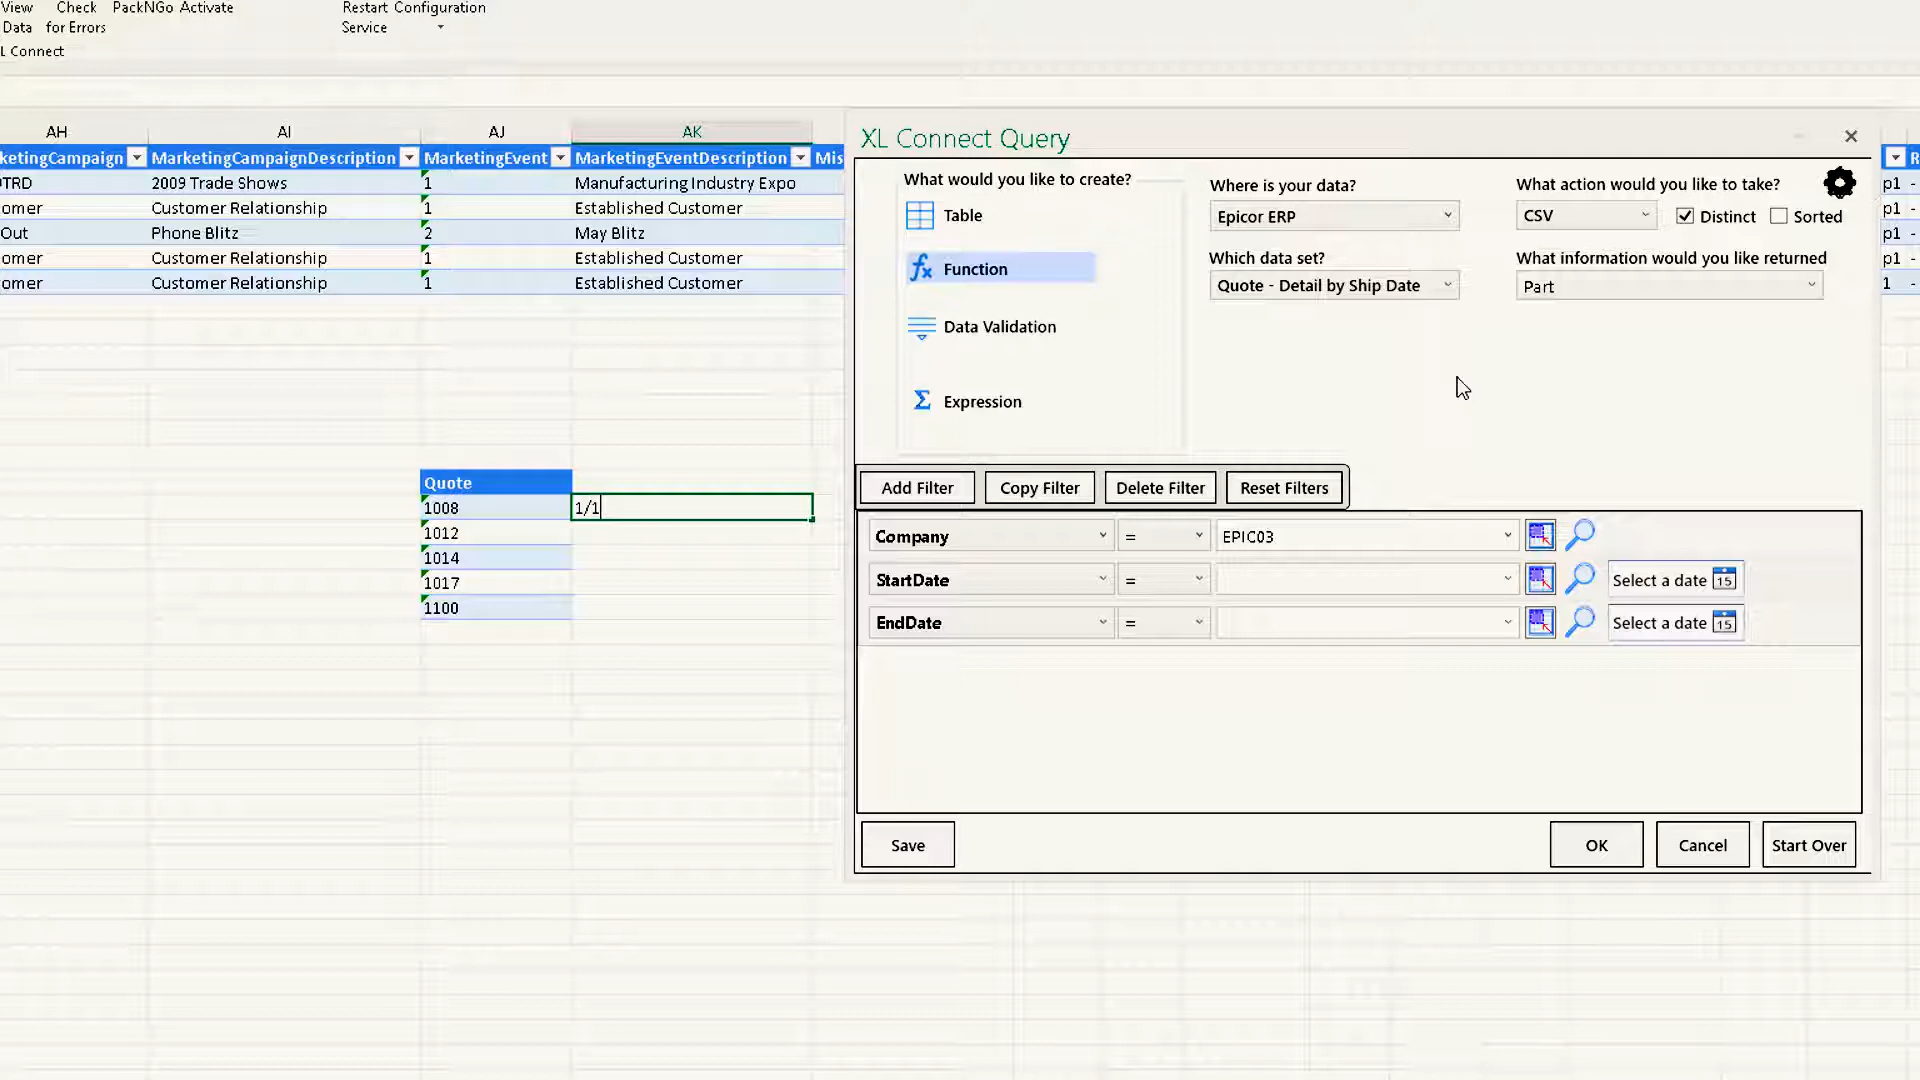 View Check PackNGo Activate Restart Configuration
Data for Errors Service
L Connect
AH AI AJ AK
ketingCampaign MarketingCampaignDescription MarketingEvent MarketingEventDescription Mis
OTRD 2009 Trade Shows 1 Manufacturing Industry Expo
omer Customer Relationship 1 Established Customer
Out Phone Blitz 2 May Blitz
omer Customer Relationship 1 Established Customer
omer Customer Relationship 1 Established Customer
Quote
1008 1/1
1012
1014
1017
1100
XL Connect Query
What would you like to create?
Table
Function
Data Validation
Expression
Where is your data?
Epicor ERP
Which data set?
Quote - Detail by Ship Date
What action would you like to take?
CSV Distinct Sorted
What information would you like returned
Part
Add Filter Copy Filter Delete Filter Reset Filters
Company = EPIC03
StartDate = Select a date 15
EndDate = Select a date 15
Save OK Cancel Start Over
R
p1 -
p1 -
p1 -
p1 -
1 -